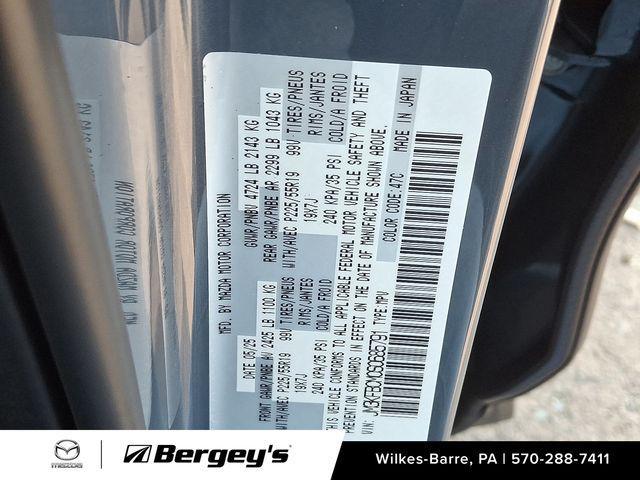 MFD. BY MAZDA MOTOR CORPORATION
DATE 05/25 GVWR/PNBV 4724 LB 2143 KG
FRONT GAWR/PNBE AV 2425 LB 1100 KG REAR GAWR/PNBE AR 2299 LB 1043 KG
WITH/AVEC P225/55R19 99V TIRES/PNEUS WITH/AVEC P225/55R19 99V TIRES/PNEUS
19X7J RIMS/JANTES 19X7J RIMS/JANTES
240 KPA/35 PSI COLD/A FROID 240 KPA/35 PSI COLD/A FROID
THIS VEHICLE CONFORMS TO ALL APPLICABLE FEDERAL MOTOR VEHICLE SAFETY AND THEFT
PREVENTION STANDARDS IN EFFECT ON THE DATE OF MANUFACTURE SHOWN ABOVE.
VIN: TYPE:MPV COLOR CODE:47C MADE IN JAPAN
mazda Bergey's Wilkes-Barre, PA | 570-288-7411